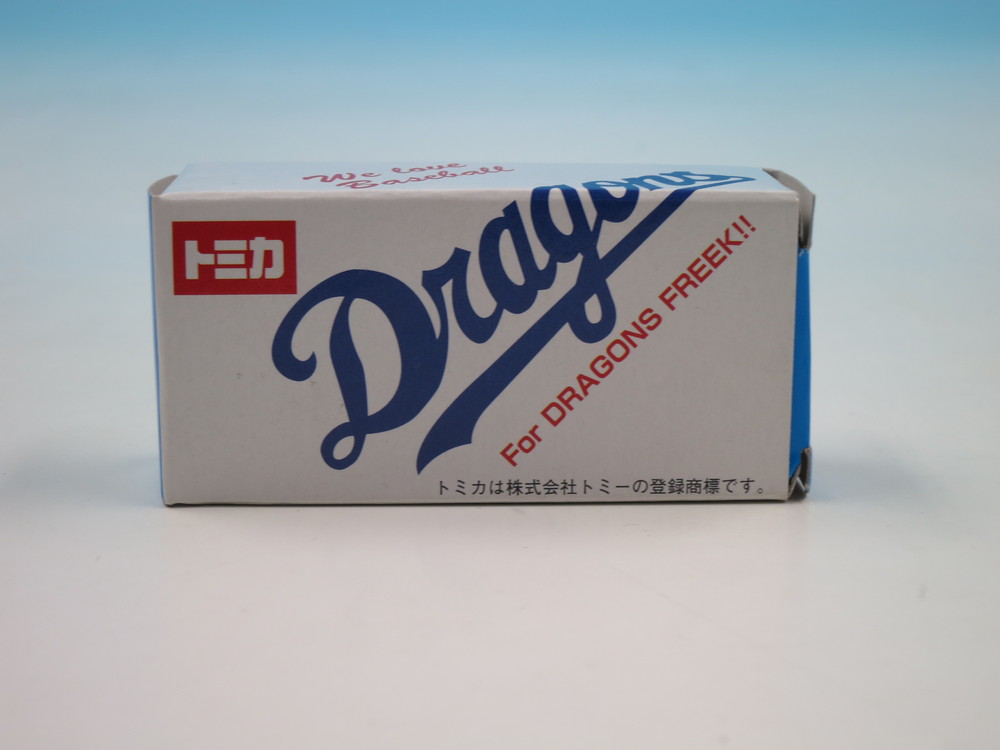 We love
Baseball
トミカ
Dragons
For DRAGONS FREEK!!
トミカは株式会社トミーの登録商標です。